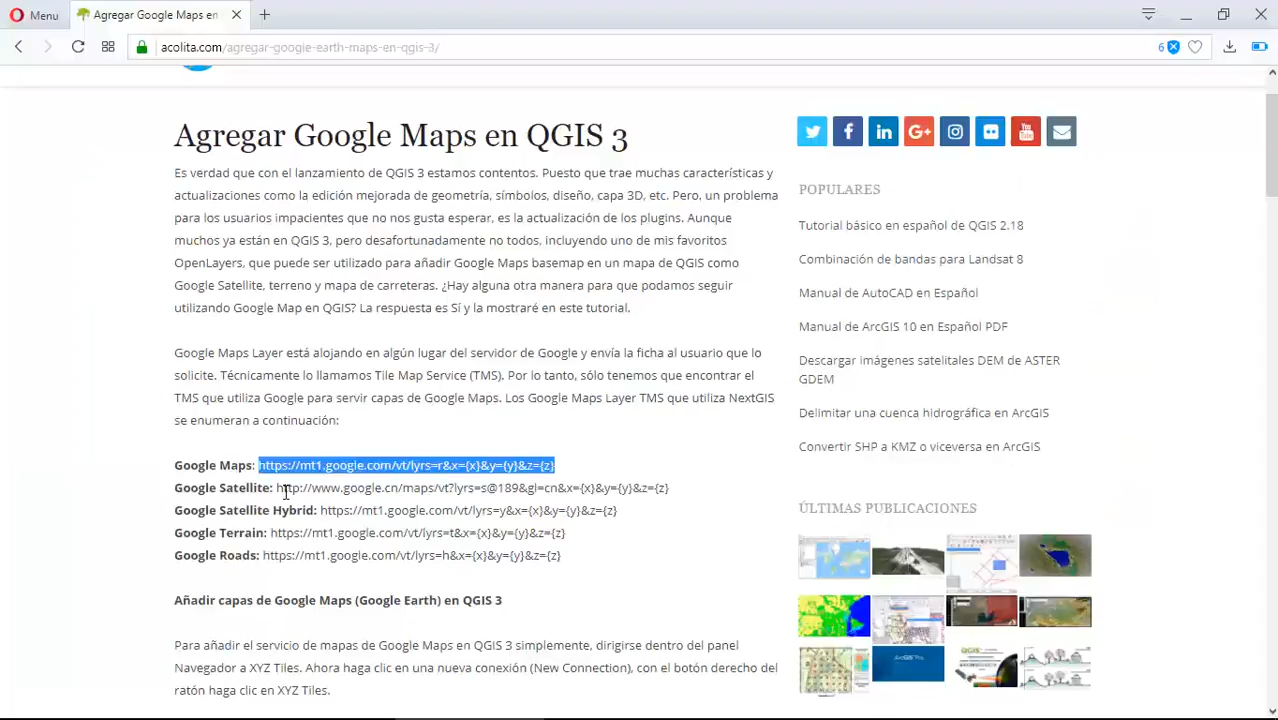 Menu
Agregar Google Maps en
acolita.com/agregar-google-earth-maps-en-qgis-3/
6
Agregar Google Maps en QGIS 3
Es verdad que con el lanzamiento de QGIS 3 estamos contentos. Puesto que trae muchas características y
actualizaciones como la edición mejorada de geometría, símbolos, diseño, capa 3D, etc. Pero, un problema
para los usuarios impacientes que no nos gusta esperar, es la actualización de los plugins. Aunque
muchos ya están en QGIS 3, pero desafortunadamente no todos, incluyendo uno de mis favoritos
OpenLayers, que puede ser utilizado para añadir Google Maps basemap en un mapa de QGIS como
Google Satellite, terreno y mapa de carreteras. ¿Hay alguna otra manera para que podamos seguir
utilizando Google Map en QGIS? La respuesta es Sí y la mostraré en este tutorial.
Google Maps Layer está alojando en algún lugar del servidor de Google y envía la ficha al usuario que lo
solicite. Técnicamente lo llamamos Tile Map Service (TMS). Por lo tanto, sólo tenemos que encontrar el
TMS que utiliza Google para servir capas de Google Maps. Los Google Maps Layer TMS que utiliza NextGIS
se enumeran a continuación:
Google Maps: https://mt1.google.com/vt/lyrs=r&x={x}&y={y}&z={z}
Google Satellite: http://www.google.cn/maps/vt?lyrs=s@189&gl=cn&x={x}&y={y}&z={z}
Google Satellite Hybrid: https://mt1.google.com/vt/lyrs=y&x={x}&y={y}&z={z}
Google Terrain: https://mt1.google.com/vt/lyrs=t&x={x}&y={y}&z={z}
Google Roads: https://mt1.google.com/vt/lyrs=h&x={x}&y={y}&z={z}
Añadir capas de Google Maps (Google Earth) en QGIS 3
Para añadir el servicio de mapas de Google Maps en QGIS 3 simplemente, dirigirse dentro del panel
Navegador a XYZ Tiles. Ahora haga clic en una nueva conexión (New Connection), con el botón derecho del
ratón haga clic en XYZ Tiles.
POPULARES
Tutorial básico en español de QGIS 2.18
Combinación de bandas para Landsat 8
Manual de AutoCAD en Español
Manual de ArcGIS 10 en Español PDF
Descargar imágenes satelitales DEM de ASTER
GDEM
Delimitar una cuenca hidrográfica en ArcGIS
Convertir SHP a KMZ o viceversa en ArcGIS
ÚLTIMAS PUBLICACIONES